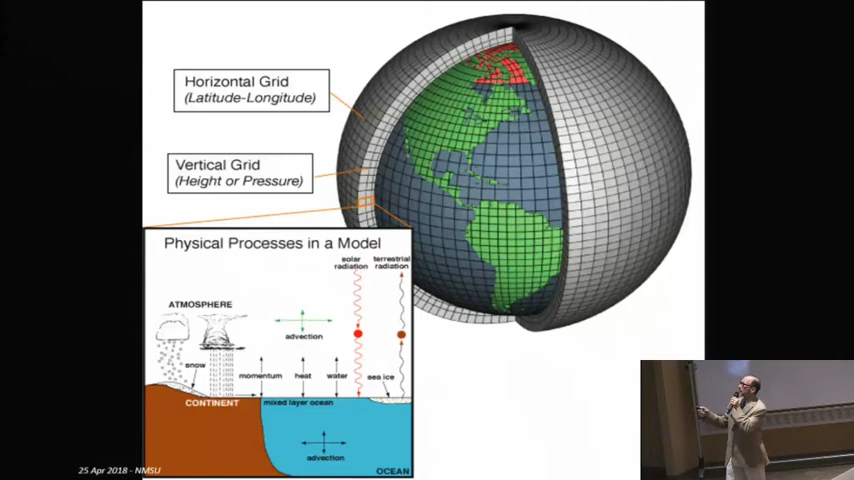 Horizontal Grid
(Latitude-Longitude)
Vertical Grid
(Height or Pressure)
Physical Processes in a Model
solar
radiation
terrestrial
radiation
ATMOSPHERE
advection
snow
momentum
heat
water
sea ice
CONTINENT
mixed layer ocean
advection
OCEAN
25 Apr 2018 - NMSU